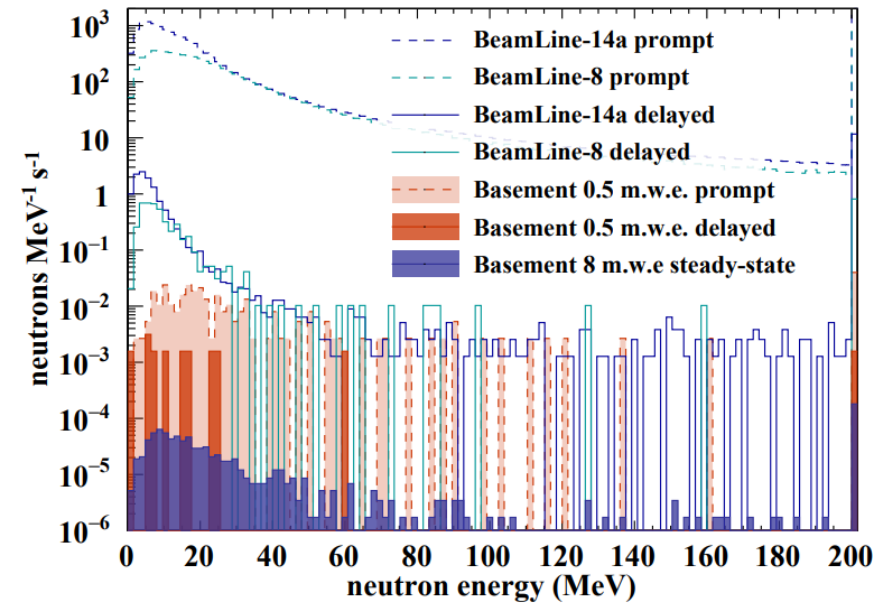 10³
10²
10
1
10⁻¹
10⁻²
10⁻³
10⁻⁴
10⁻⁵
10⁻⁶
neutrons MeV⁻¹ s⁻¹
BeamLine-14a prompt
BeamLine-8 prompt
BeamLine-14a delayed
BeamLine-8 delayed
Basement 0.5 m.w.e. prompt
Basement 0.5 m.w.e. delayed
Basement 8 m.w.e steady-state
0 20 40 60 80 100 120 140 160 180 200
neutron energy (MeV)